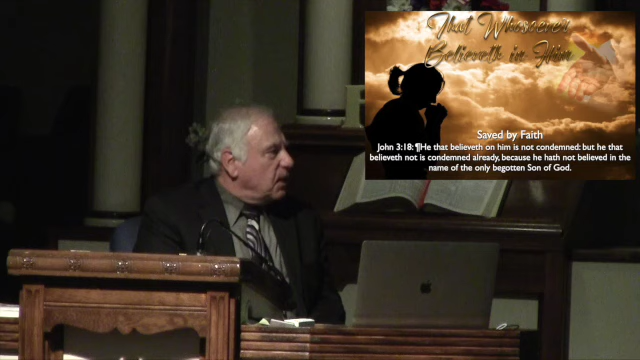 That Whosoever
Believeth in Him
Saved by Faith
John 3:18: ¶He that believeth on him is not condemned: but he that
believeth not is condemned already, because he hath not believed in the
name of the only begotten Son of God.